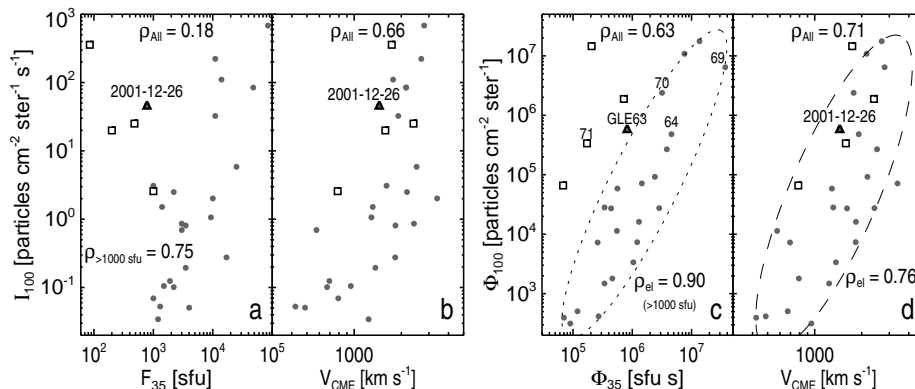 I100 [particles cm-2 ster-1 s-1]
103
102
101
100
10-1
ρAll = 0.18
2001-12-26
ρ>1000 sfu = 0.75
a
102 103 104
F35 [sfu]
ρAll = 0.66
2001-12-26
b
1000
VCME [km s-1]
Φ100 [particles cm-2 ster-1]
107
106
105
104
103
ρAll = 0.63
69
70
GLE63
64
71
ρel = 0.90
(>1000 sfu)
c
105 106 107
Φ35 [sfu s]
ρAll = 0.71
2001-12-26
ρel = 0.76
d
1000
VCME [km s-1]